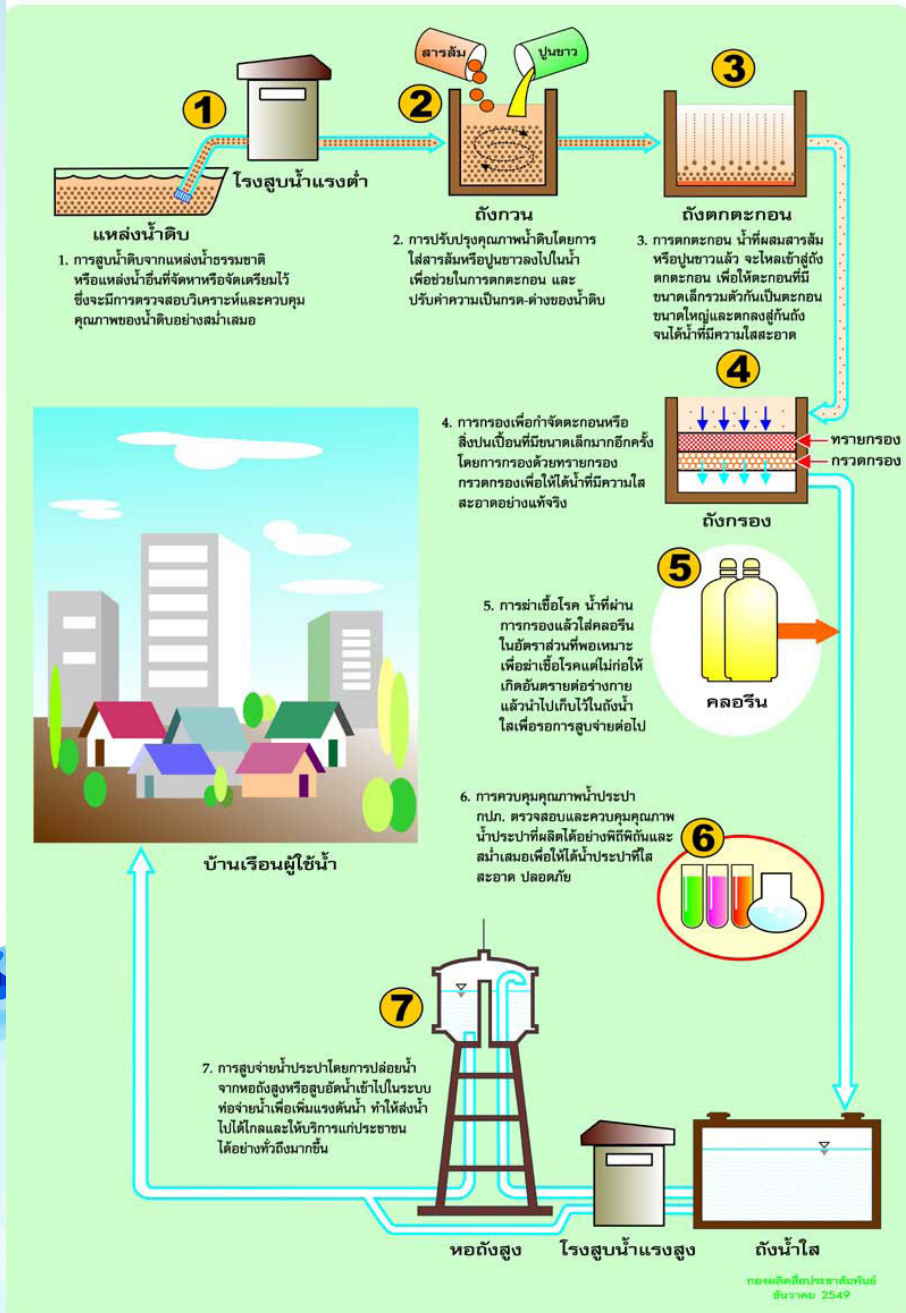 สารส้ม
ปูนขาว
1
2
3
โรงสูบน้ำแรงต่ำ
แหล่งน้ำดิบ
1. การสูบน้ำดิบจากแหล่งน้ำธรรมชาติ
หรือแหล่งน้ำอื่นที่จัดหาหรือจัดเตรียมไว้
ซึ่งจะมีการตรวจสอบวิเคราะห์และควบคุม
คุณภาพของน้ำดิบอย่างสม่ำเสมอ
ถังกวน
2. การปรับปรุงคุณภาพน้ำดิบโดยการ
ใส่สารส้มหรือปูนขาวลงไปในน้ำ
เพื่อช่วยในการตกตะกอน และ
ปรับค่าความเป็นกรด-ด่างของน้ำดิบ
ถังตกตะกอน
3. การตกตะกอน น้ำที่ผสมสารส้ม
หรือปูนขาวแล้ว จะไหลเข้าสู่ถัง
ตกตะกอน เพื่อให้ตะกอนที่มี
ขนาดเล็กรวมตัวกันเป็นตะกอน
ขนาดใหญ่และตกลงสู่ก้นถัง
จนได้น้ำที่มีความใสสะอาด
4
4. การกรองเพื่อกำจัดตะกอนหรือ
สิ่งปนเปื้อนที่มีขนาดเล็กมากอีกครั้ง
โดยการกรองด้วยทรายกรอง
กรวดกรองเพื่อให้ได้น้ำที่มีความใส
สะอาดอย่างแท้จริง
ทรายกรอง
กรวดกรอง
ถังกรอง
5
5. การฆ่าเชื้อโรค น้ำที่ผ่าน
การกรองแล้วใส่คลอรีน
ในอัตราส่วนที่พอเหมาะ
เพื่อฆ่าเชื้อโรคแต่ไม่ก่อให้
เกิดอันตรายต่อร่างกาย
แล้วนำไปเก็บไว้ในถังน้ำ
ใสเพื่อรอการสูบจ่ายต่อไป
คลอรีน
6. การควบคุมคุณภาพน้ำประปา
กปภ. ตรวจสอบและควบคุมคุณภาพ
น้ำประปาที่ผลิตได้อย่างพิถีพิถันและ
สม่ำเสมอเพื่อให้ได้น้ำประปาที่ใส
สะอาด ปลอดภัย
6
บ้านเรือนผู้ใช้น้ำ
7
7. การสูบจ่ายน้ำประปาโดยการปล่อยน้ำ
จากหอถังสูงหรือสูบอัดน้ำเข้าไปในระบบ
ท่อจ่ายน้ำเพื่อเพิ่มแรงดันน้ำ ทำให้ส่งน้ำ
ไปได้ไกลและให้บริการแก่ประชาชน
ได้อย่างทั่วถึงมากขึ้น
หอถังสูง
โรงสูบน้ำแรงสูง
ถังน้ำใส
กองผลิตสื่อประชาสัมพันธ์
ธันวาคม 2549